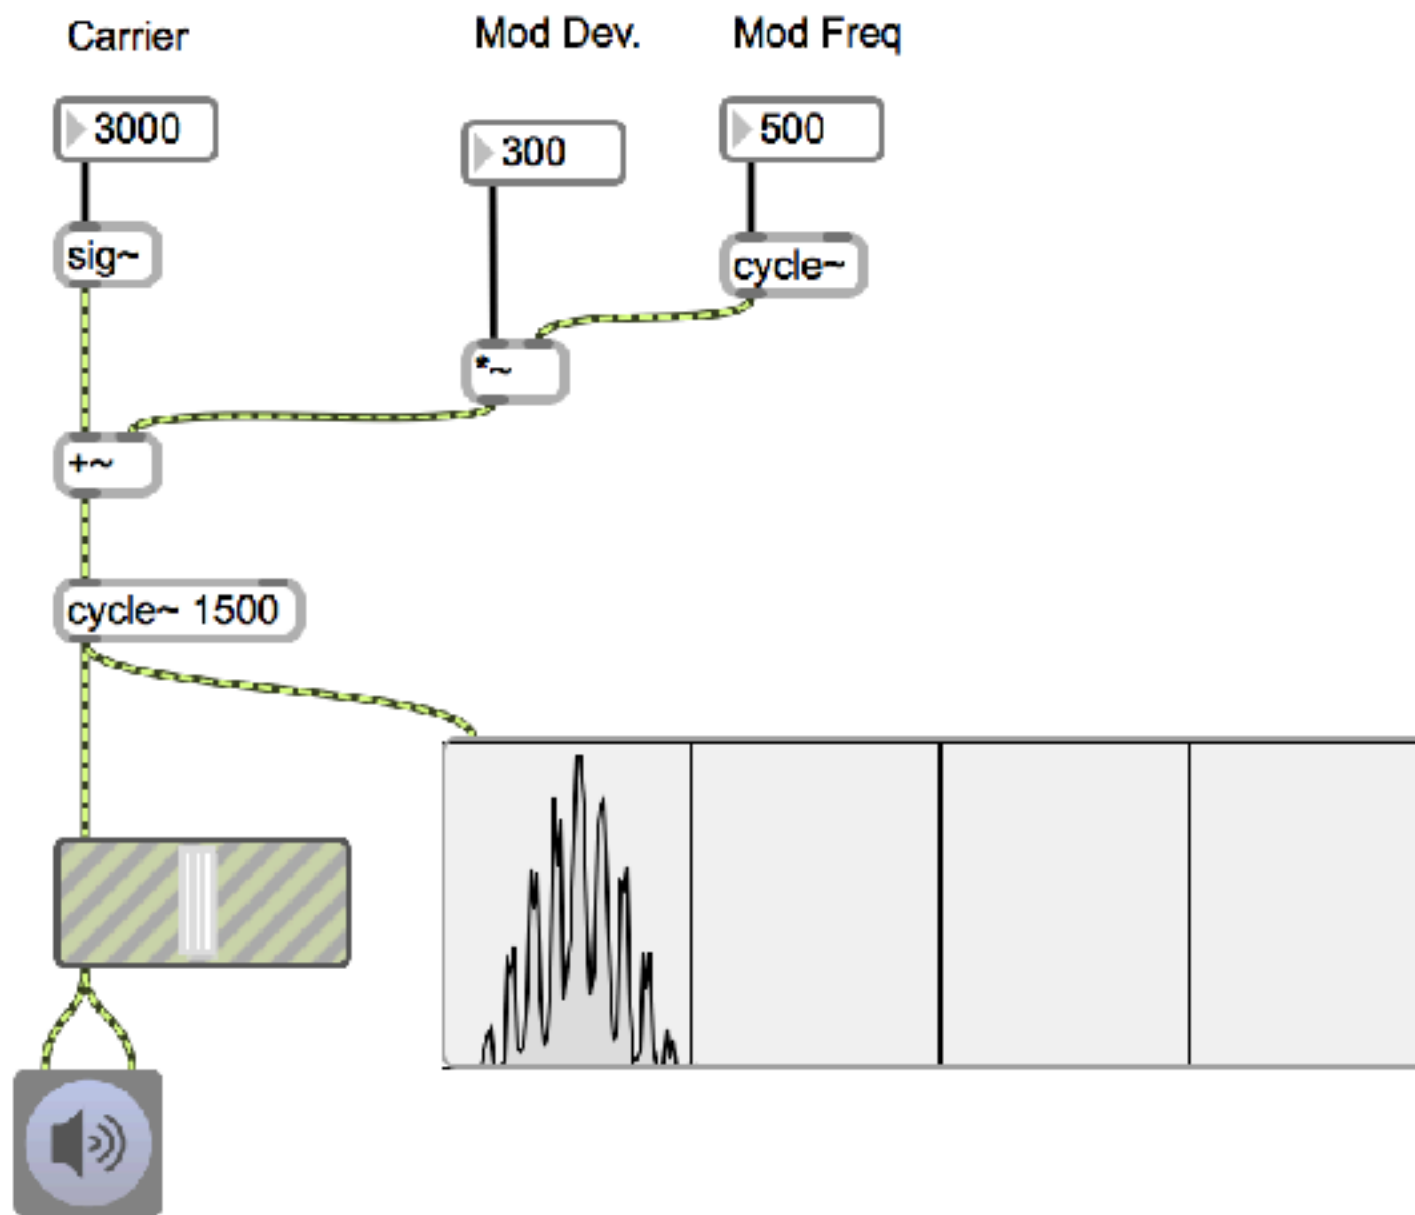 Carrier
Mod Dev.
Mod Freq
3000
300
500
sig~
cycle~
*~
+~
cycle~ 1500